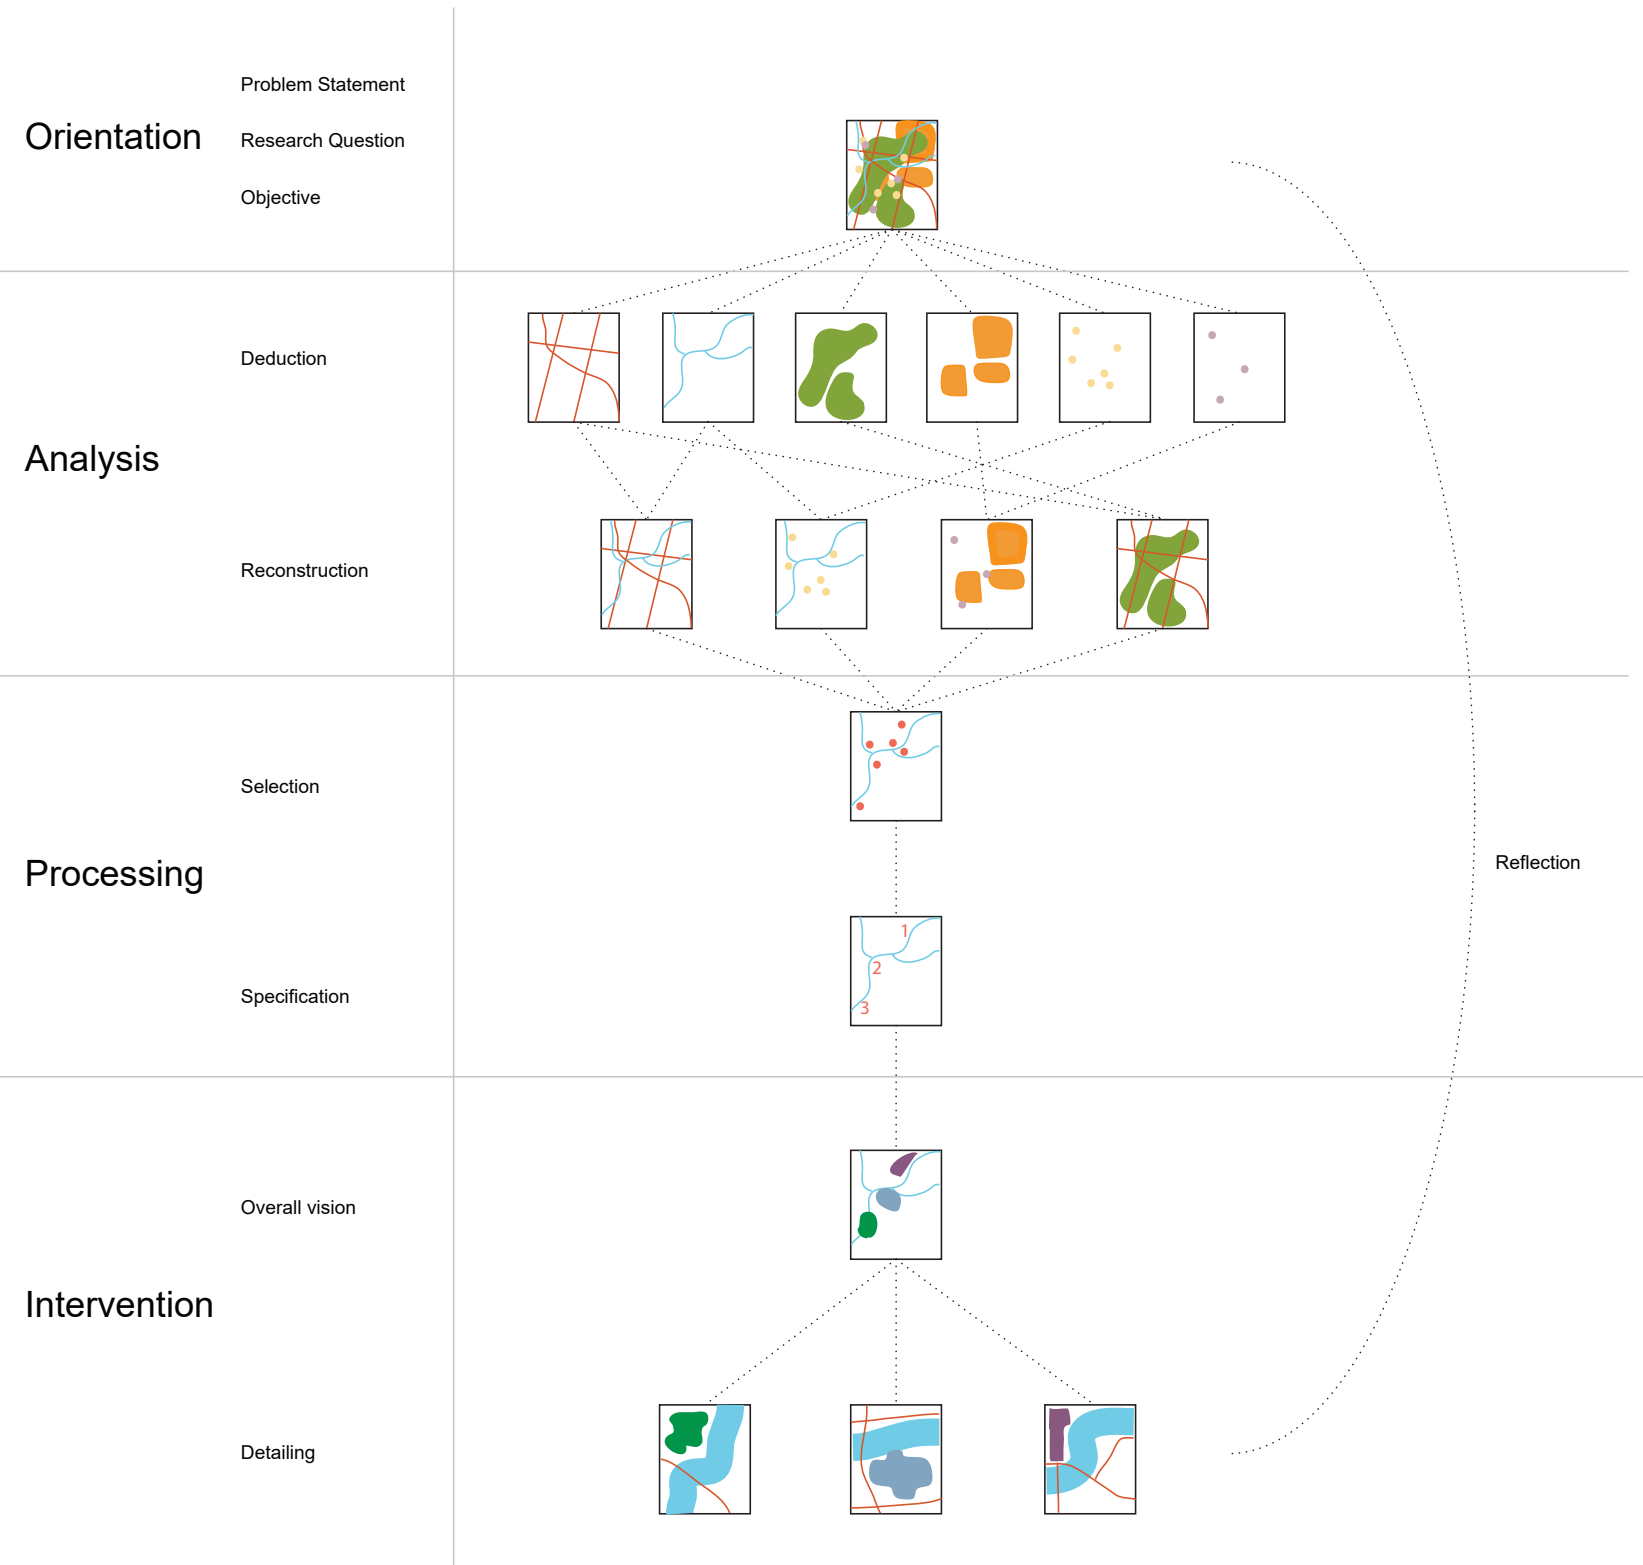 Problem Statement
Orientation
Research Question
Objective
Deduction
Analysis
Reconstruction
Selection
Processing
Reflection
1
2
3
Specification
Overall vision
Intervention
Detailing